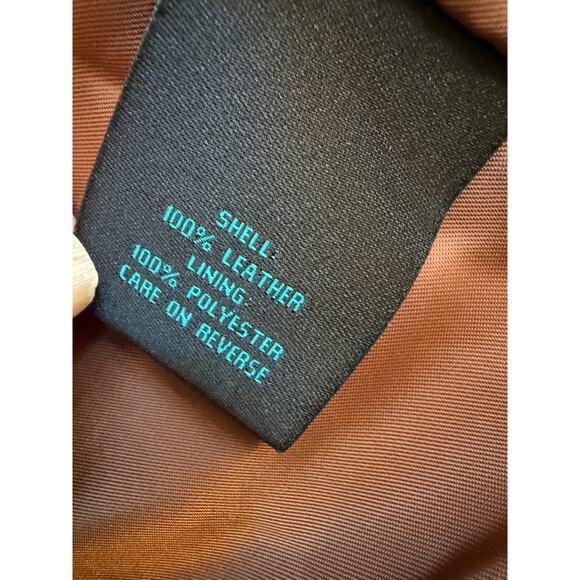 SHELL:
100% LEATHER
LINING:
100% POLYESTER
CARE ON REVERSE